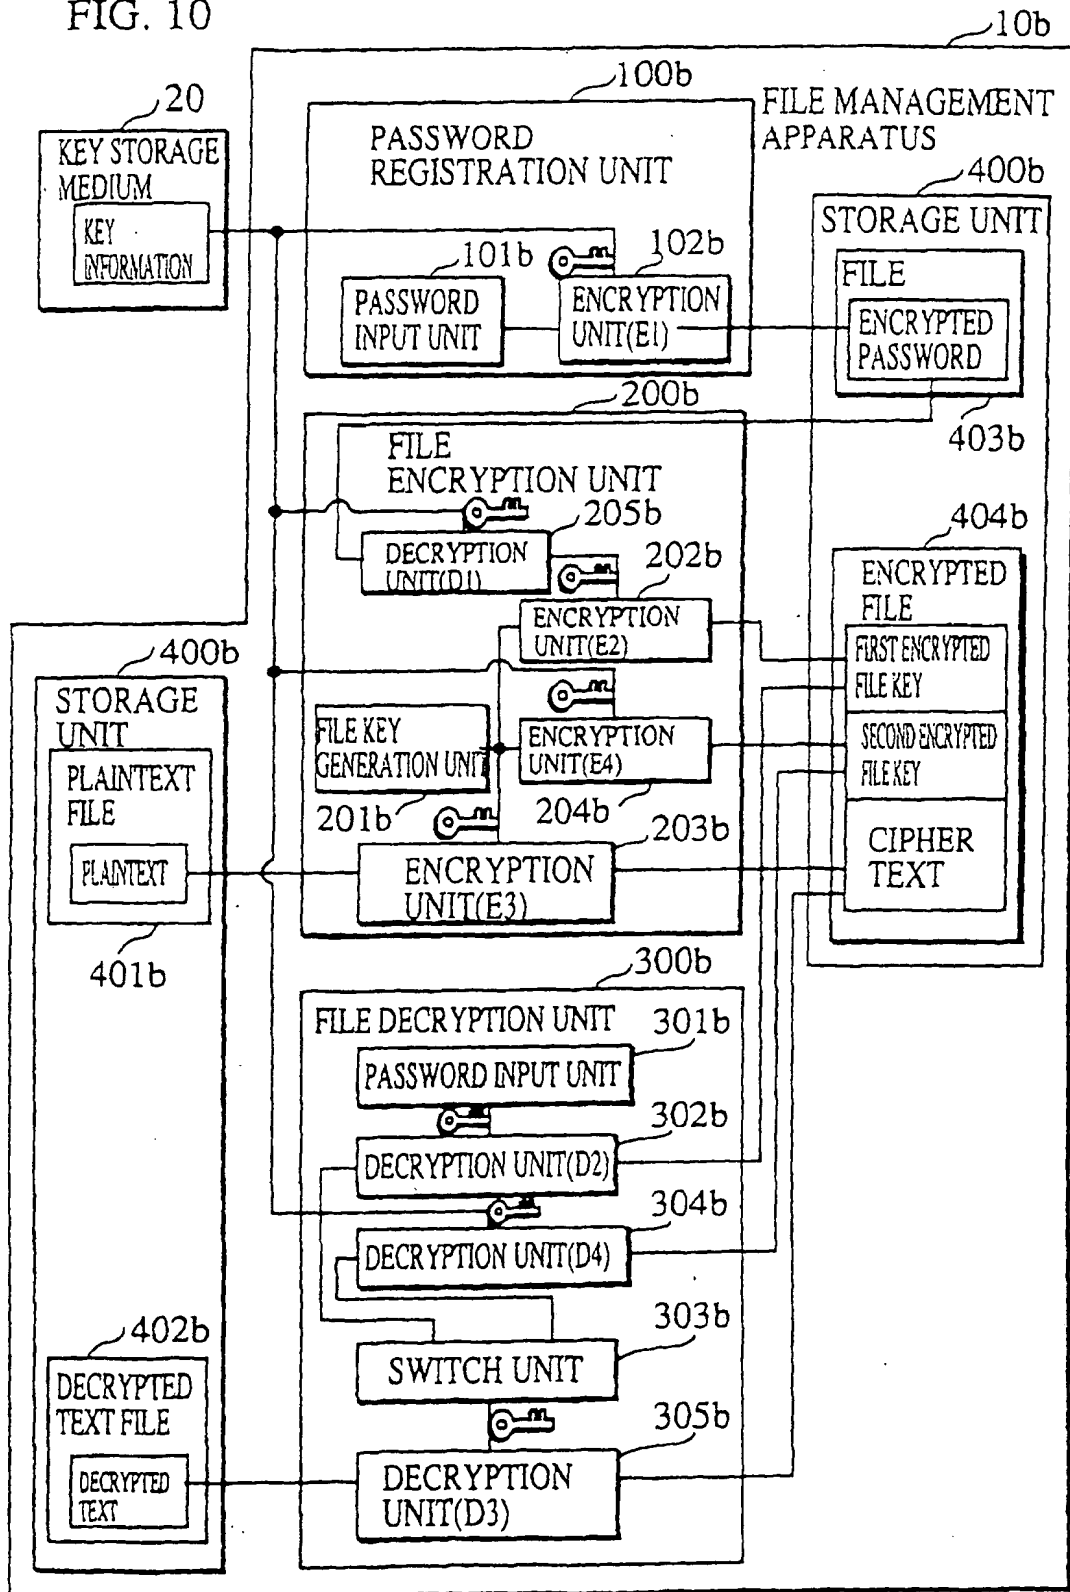 FIG. 10
10b
20
KEY STORAGE
MEDIUM
KEY
INFORMATION
100b
PASSWORD
REGISTRATION UNIT
101b
PASSWORD
INPUT UNIT
102b
ENCRYPTION
UNIT(E1)
FILE MANAGEMENT
APPARATUS
400b
STORAGE UNIT
FILE
ENCRYPTED
PASSWORD
403b
200b
FILE
ENCRYPTION UNIT
205b
DECRYPTION
UNIT(D1)
202b
ENCRYPTION
UNIT(E2)
FILE KEY
GENERATION UNIT
201b
ENCRYPTION
UNIT(E4)
204b
203b
ENCRYPTION
UNIT(E3)
404b
ENCRYPTED
FILE
FIRST ENCRYPTED
FILE KEY
SECOND ENCRYPTED
FILE KEY
CIPHER
TEXT
400b
STORAGE
UNIT
PLAINTEXT
FILE
PLAINTEXT
401b
300b
FILE DECRYPTION UNIT
301b
PASSWORD INPUT UNIT
302b
DECRYPTION UNIT(D2)
304b
DECRYPTION UNIT(D4)
303b
SWITCH UNIT
305b
DECRYPTION
UNIT(D3)
402b
DECRYPTED
TEXT FILE
DECRYPTED
TEXT